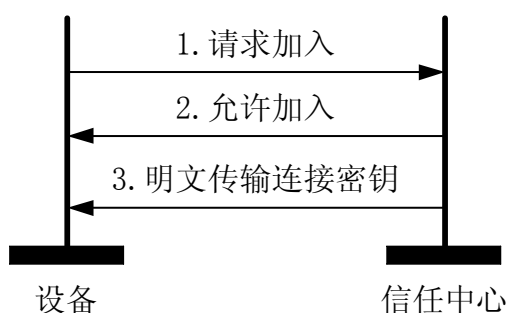 1.请求加入
2.允许加入
3.明文传输连接密钥
设备
信任中心